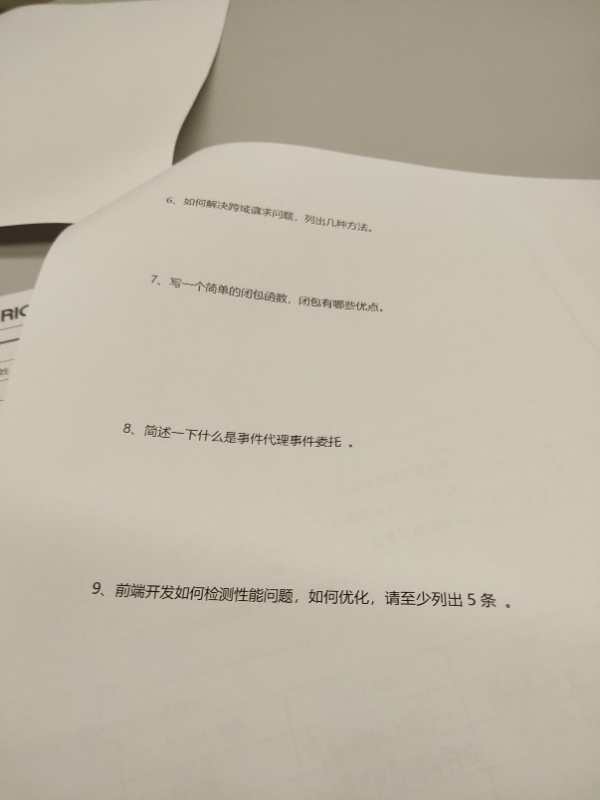 6、如何解决跨域请求问题，列出几种方法。
RIC
7、写一个简单的闭包函数，闭包有哪些优点。
8、简述一下什么是事件代理事件委托 。
9、前端开发如何检测性能问题，如何优化，请至少列出 5 条 。